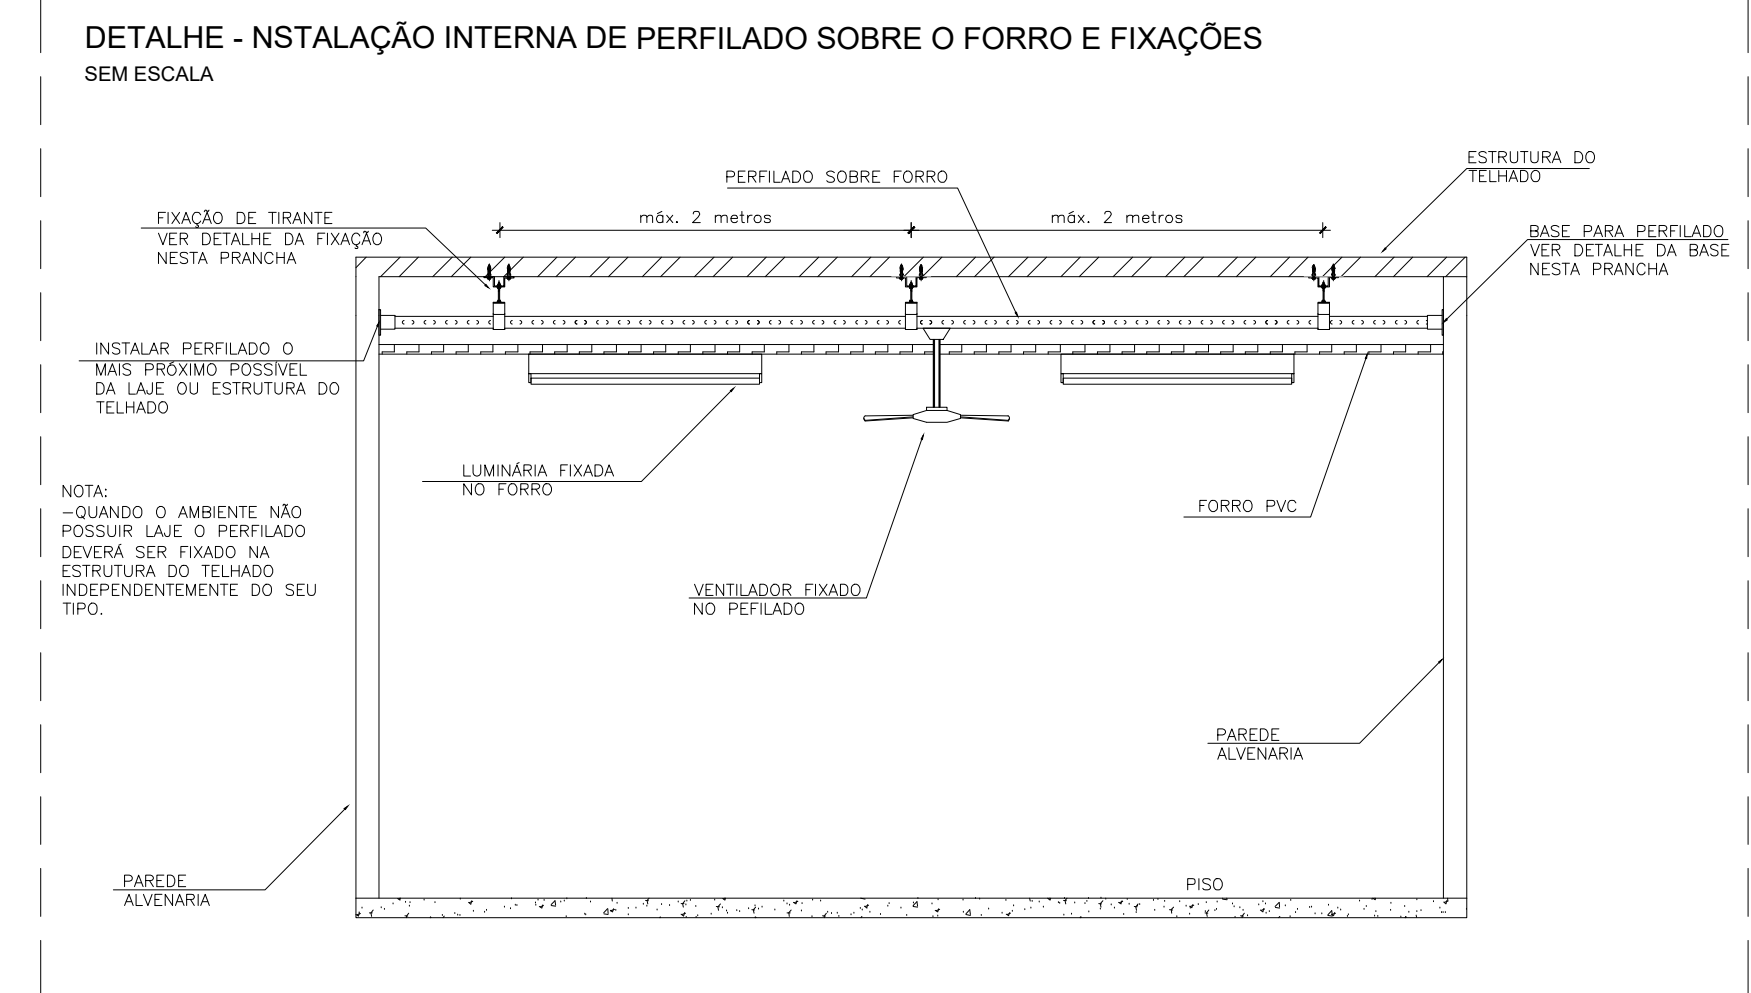 DETALHE - NSTALAÇÃO INTERNA DE PERFILADO SOBRE O FORRO E FIXAÇÕES
SEM ESCALA
ESTRUTURA DO
TELHADO
PERFILADO SOBRE FORRO
FIXAÇÃO DE TIRANTE
VER DETALHE DA FIXAÇÃO
NESTA PRANCHA
máx. 2 metros
máx. 2 metros
BASE PARA PERFILADO
VER DETALHE DA BASE
NESTA PRANCHA
INSTALAR PERFILADO O
MAIS PRÓXIMO POSSÍVEL
DA LAJE OU ESTRUTURA DO
TELHADO
LUMINÁRIA FIXADA
NO FORRO
FORRO PVC
NOTA:
-QUANDO O AMBIENTE NÃO
POSSUIR LAJE O PERFILADO
DEVERÁ SER FIXADO NA
ESTRUTURA DO TELHADO
INDEPENDENTEMENTE DO SEU
TIPO.
VENTILADOR FIXADO
NO PEFILADO
PAREDE
ALVENARIA
PAREDE
ALVENARIA
PISO